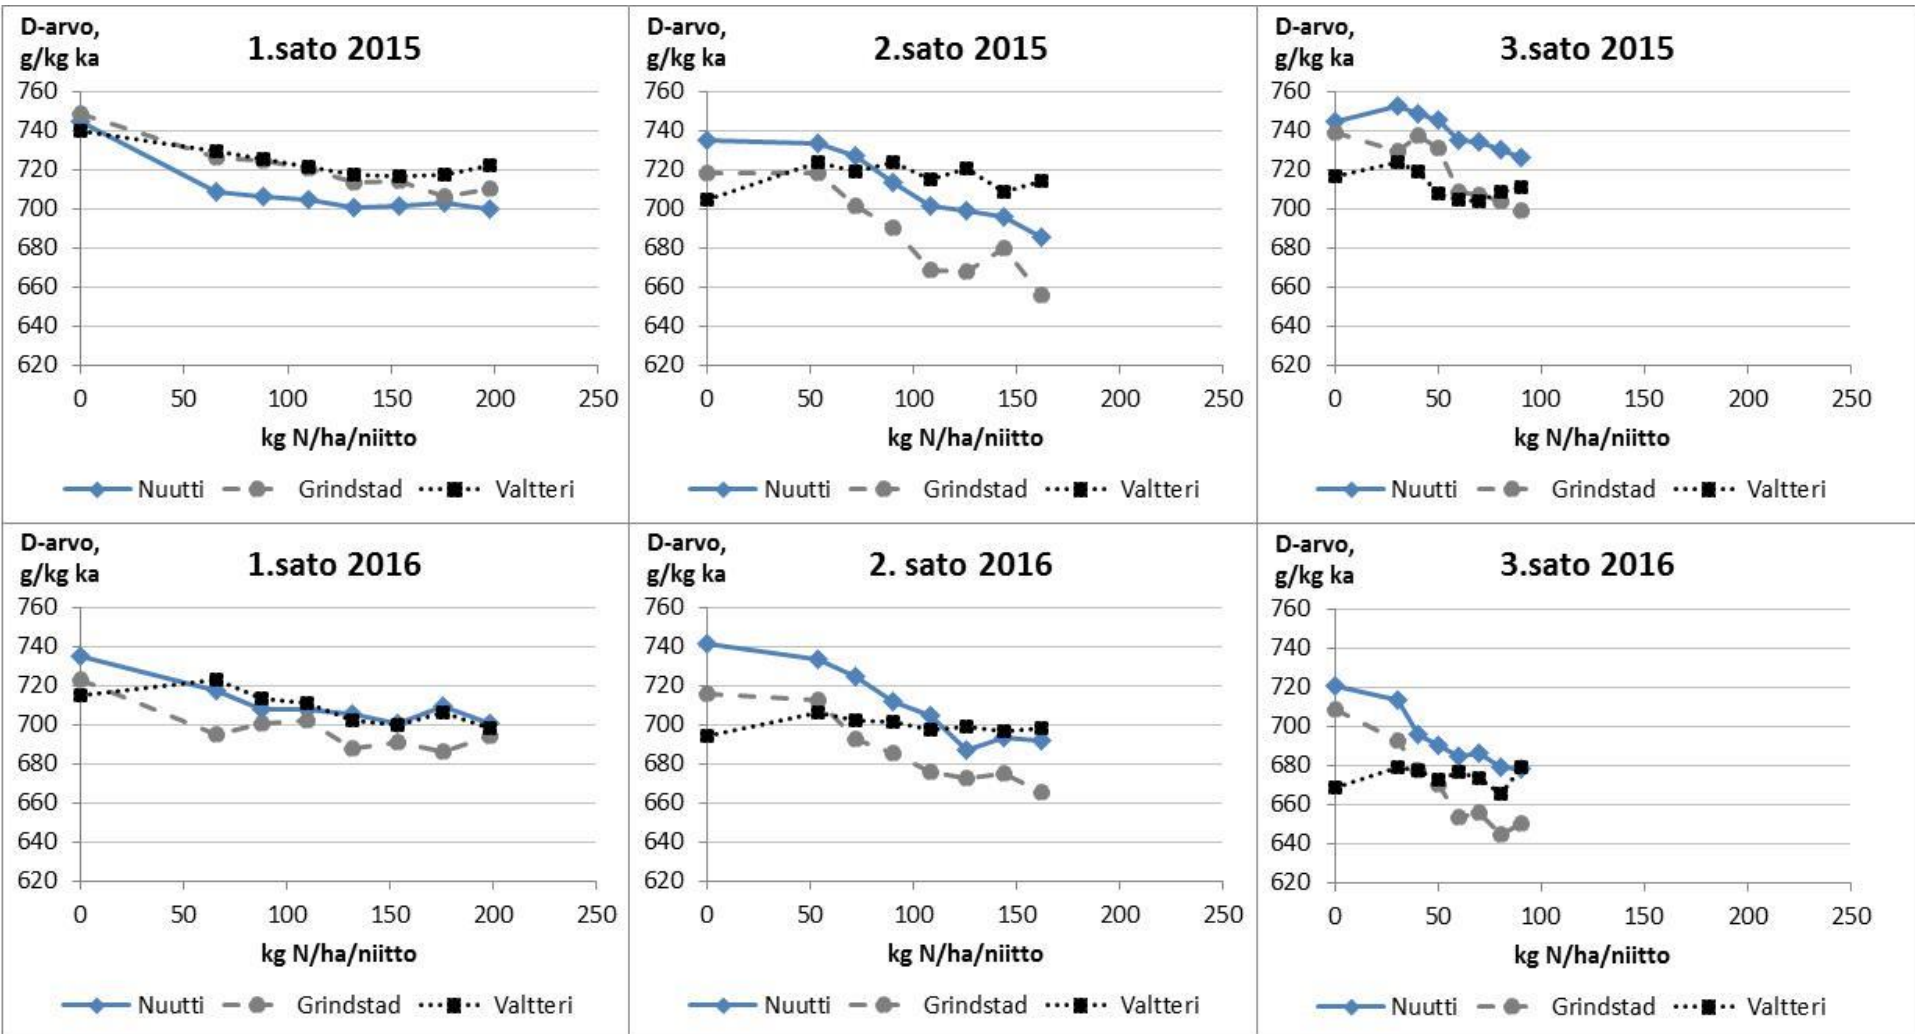 D-arvo,
g/kg ka
1.sato 2015
760
740
720
700
680
660
640
620
0 50 100 150 200 250
kg N/ha/niitto
Nuutti Grindstad Valtteri
D-arvo,
g/kg ka
2.sato 2015
760
740
720
700
680
660
640
620
0 50 100 150 200 250
kg N/ha/niitto
Nuutti Grindstad Valtteri
D-arvo,
g/kg ka
3.sato 2015
760
740
720
700
680
660
640
620
0 50 100 150 200 250
kg N/ha/niitto
Nuutti Grindstad Valtteri
D-arvo,
g/kg ka
1.sato 2016
760
740
720
700
680
660
640
620
0 50 100 150 200 250
kg N/ha/niitto
Nuutti Grindstad Valtteri
D-arvo,
g/kg ka
2. sato 2016
760
740
720
700
680
660
640
620
0 50 100 150 200 250
kg N/ha/niitto
Nuutti Grindstad Valtteri
D-arvo,
g/kg ka
3.sato 2016
760
740
720
700
680
660
640
620
0 50 100 150 200 250
kg N/ha/niitto
Nuutti Grindstad Valtteri